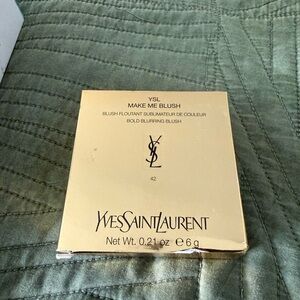 YSL
MAKE ME BLUSH
BLUSH FLOUTANT SUBLIMATEUR DE COULEUR
BOLD BLURRING BLUSH
YSL
42
YVESSAINTLAURENT
Net Wt. 0.21 oz ℮ 6 g